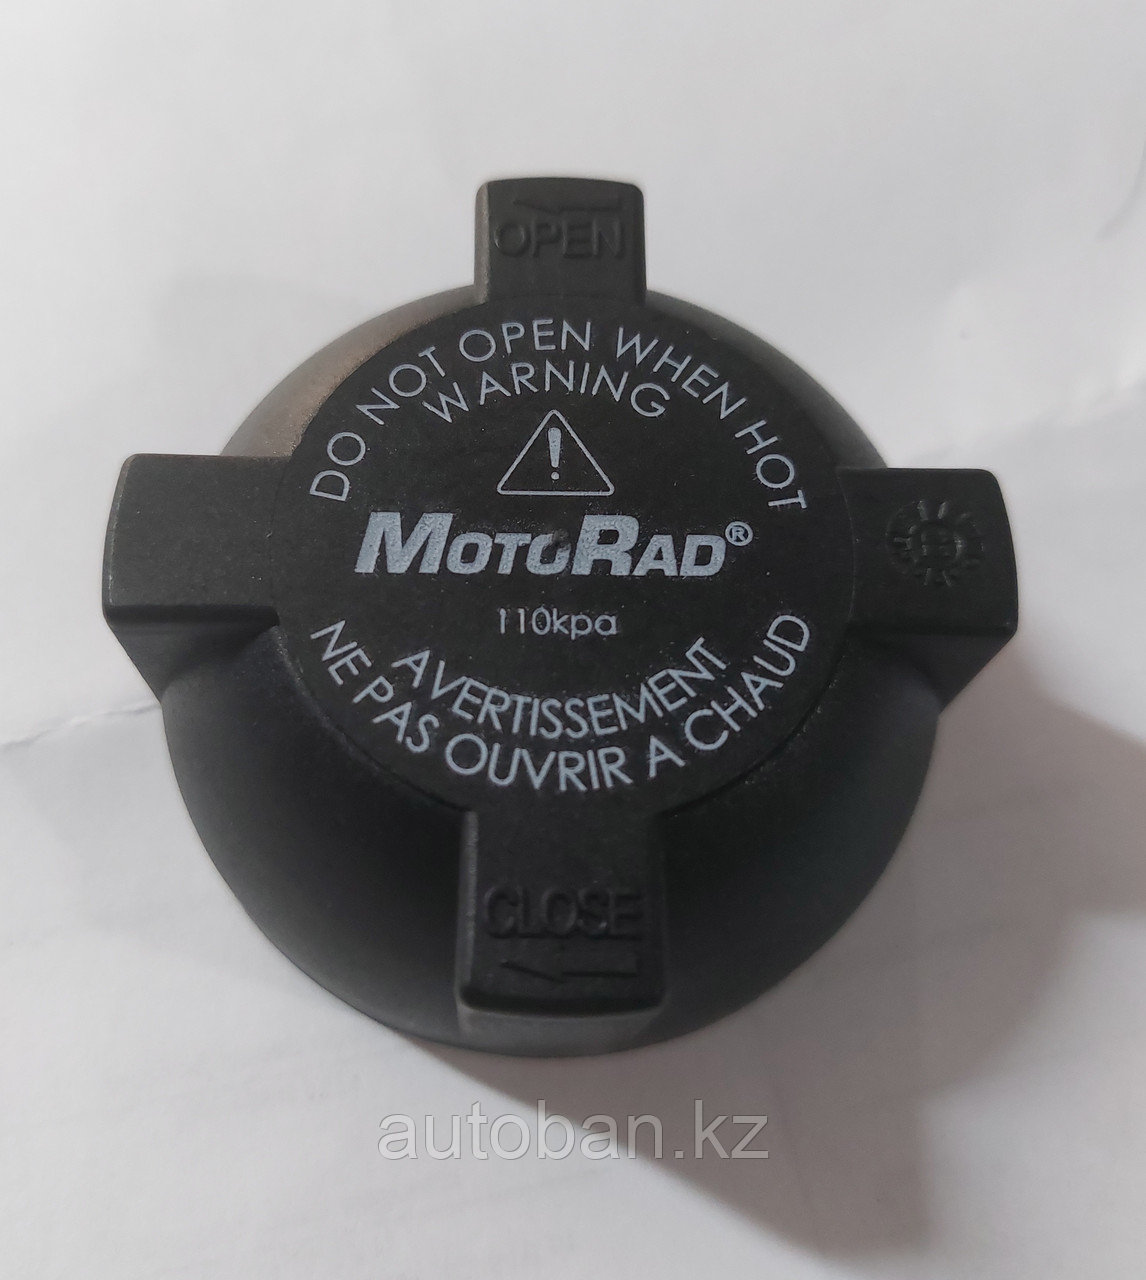 OPEN
DO NOT OPEN WHEN HOT
WARNING
!
MOTORAD®
110kpa
AVERTISSEMENT
NE PAS OUVRIR A CHAUD
CLOSE
autoban.kz